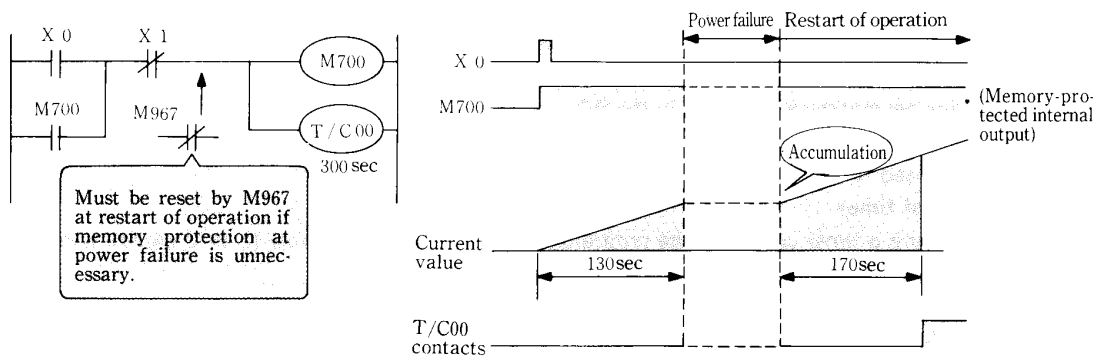 X 0
X 1
M700
M700
M967
T/C00
300 sec
Must be reset by M967
at restart of operation if
memory protection at
power failure is unnec-
essary.
Power failure
Restart of operation
X 0
M700
(Memory-pro-
tected internal
output)
Accumulation
Current
value
130sec
170sec
T/C00
contacts